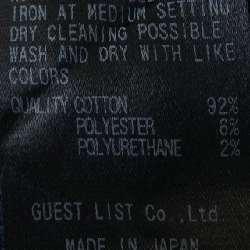 IRON AT MEDIUM SETTING
DRY CLEANING POSSIBLE
WASH AND DRY WITH LIKE
COLORS
QUALITY COTTON 92%
POLYESTER 6%
POLYURETHANE 2%
GUEST LIST Co.,Ltd.
MADE IN JAPAN